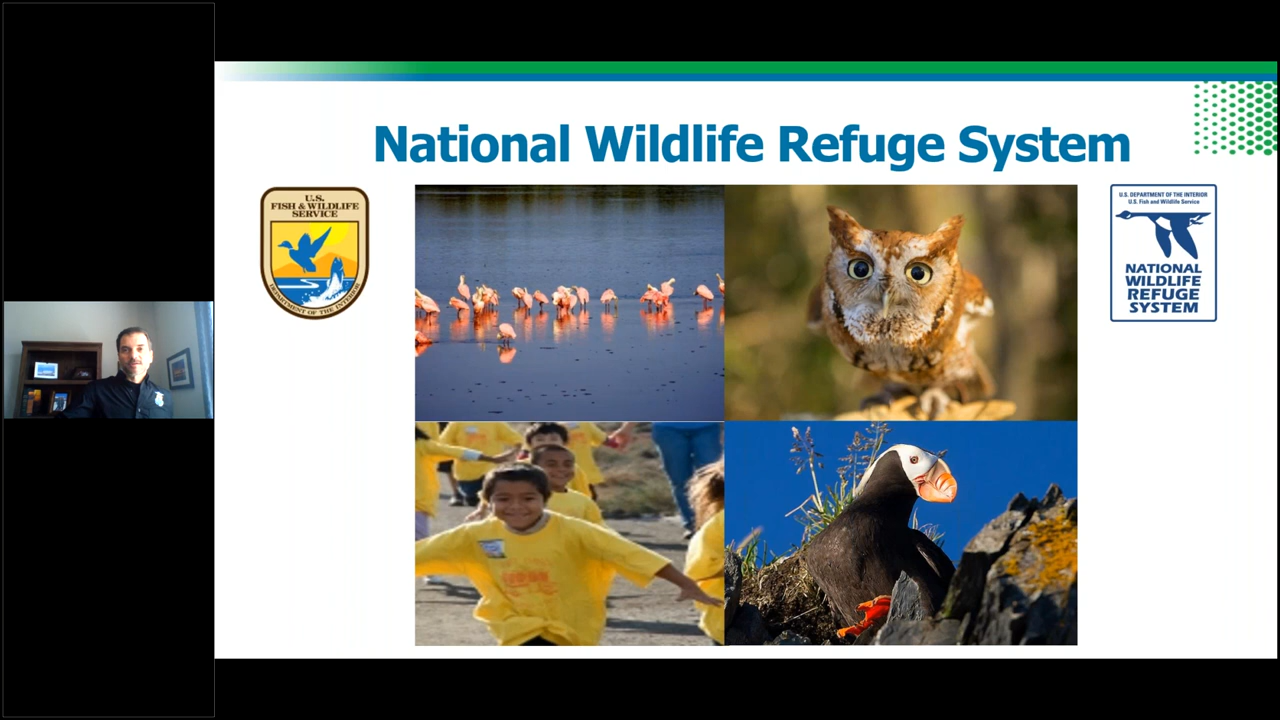 National Wildlife Refuge System
U.S.
FISH & WILDLIFE
SERVICE
DEPARTMENT OF THE INTERIOR
U.S. DEPARTMENT OF THE INTERIOR
U.S. Fish and Wildlife Service
NATIONAL
WILDLIFE
REFUGE
SYSTEM